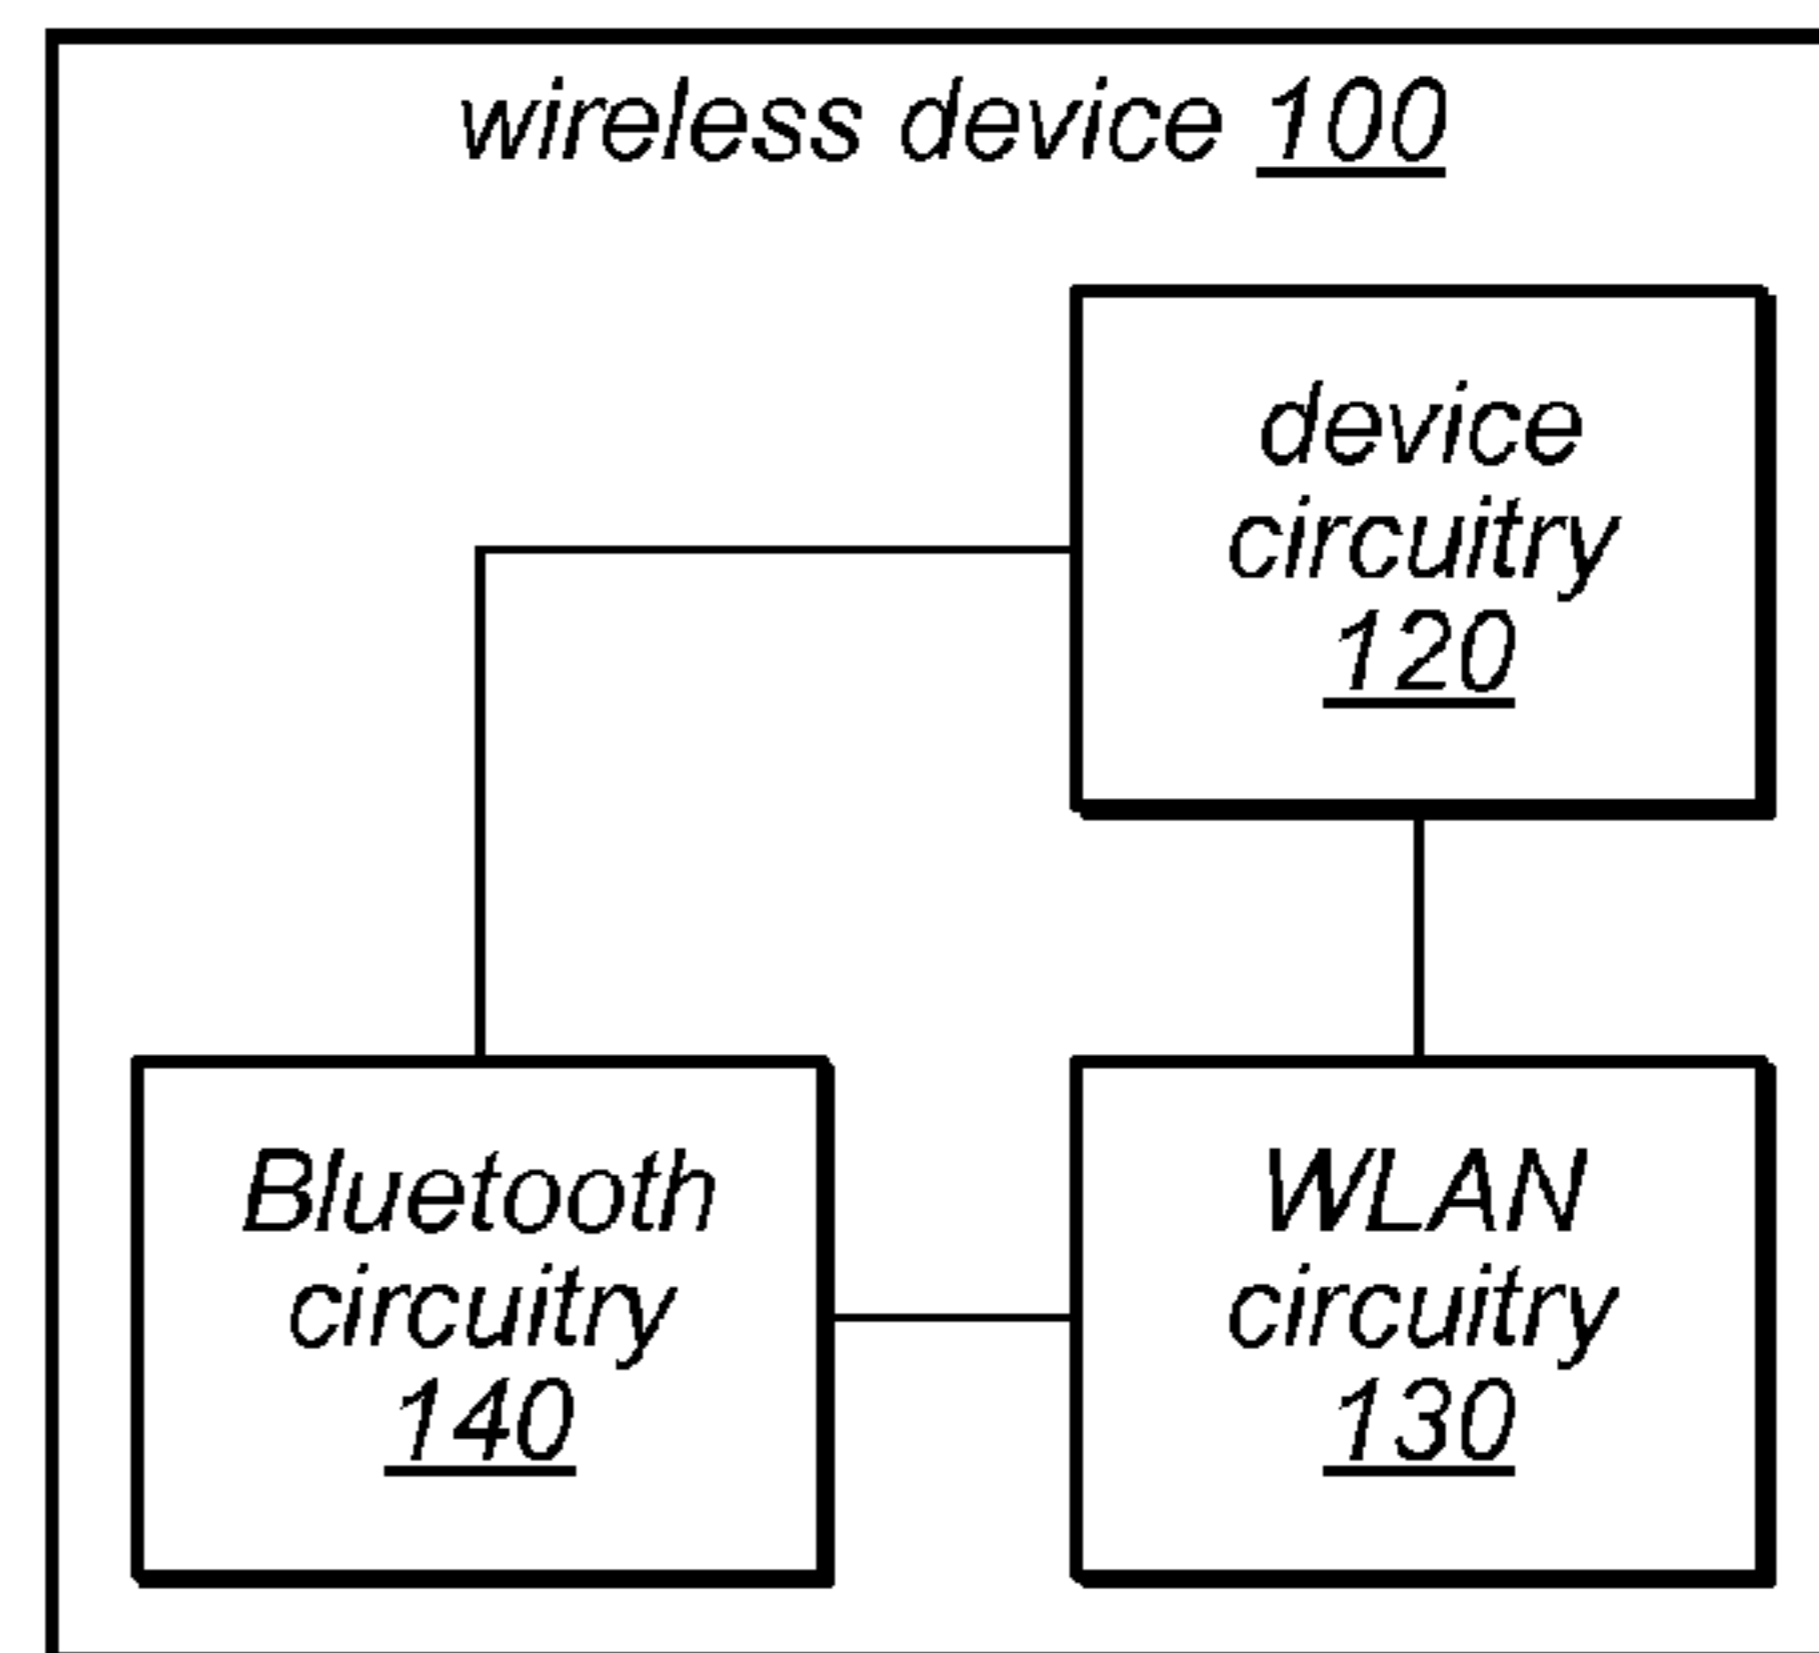 wireless device 100
device
circuitry
120
Bluetooth
circuitry
140
WLAN
circuitry
130